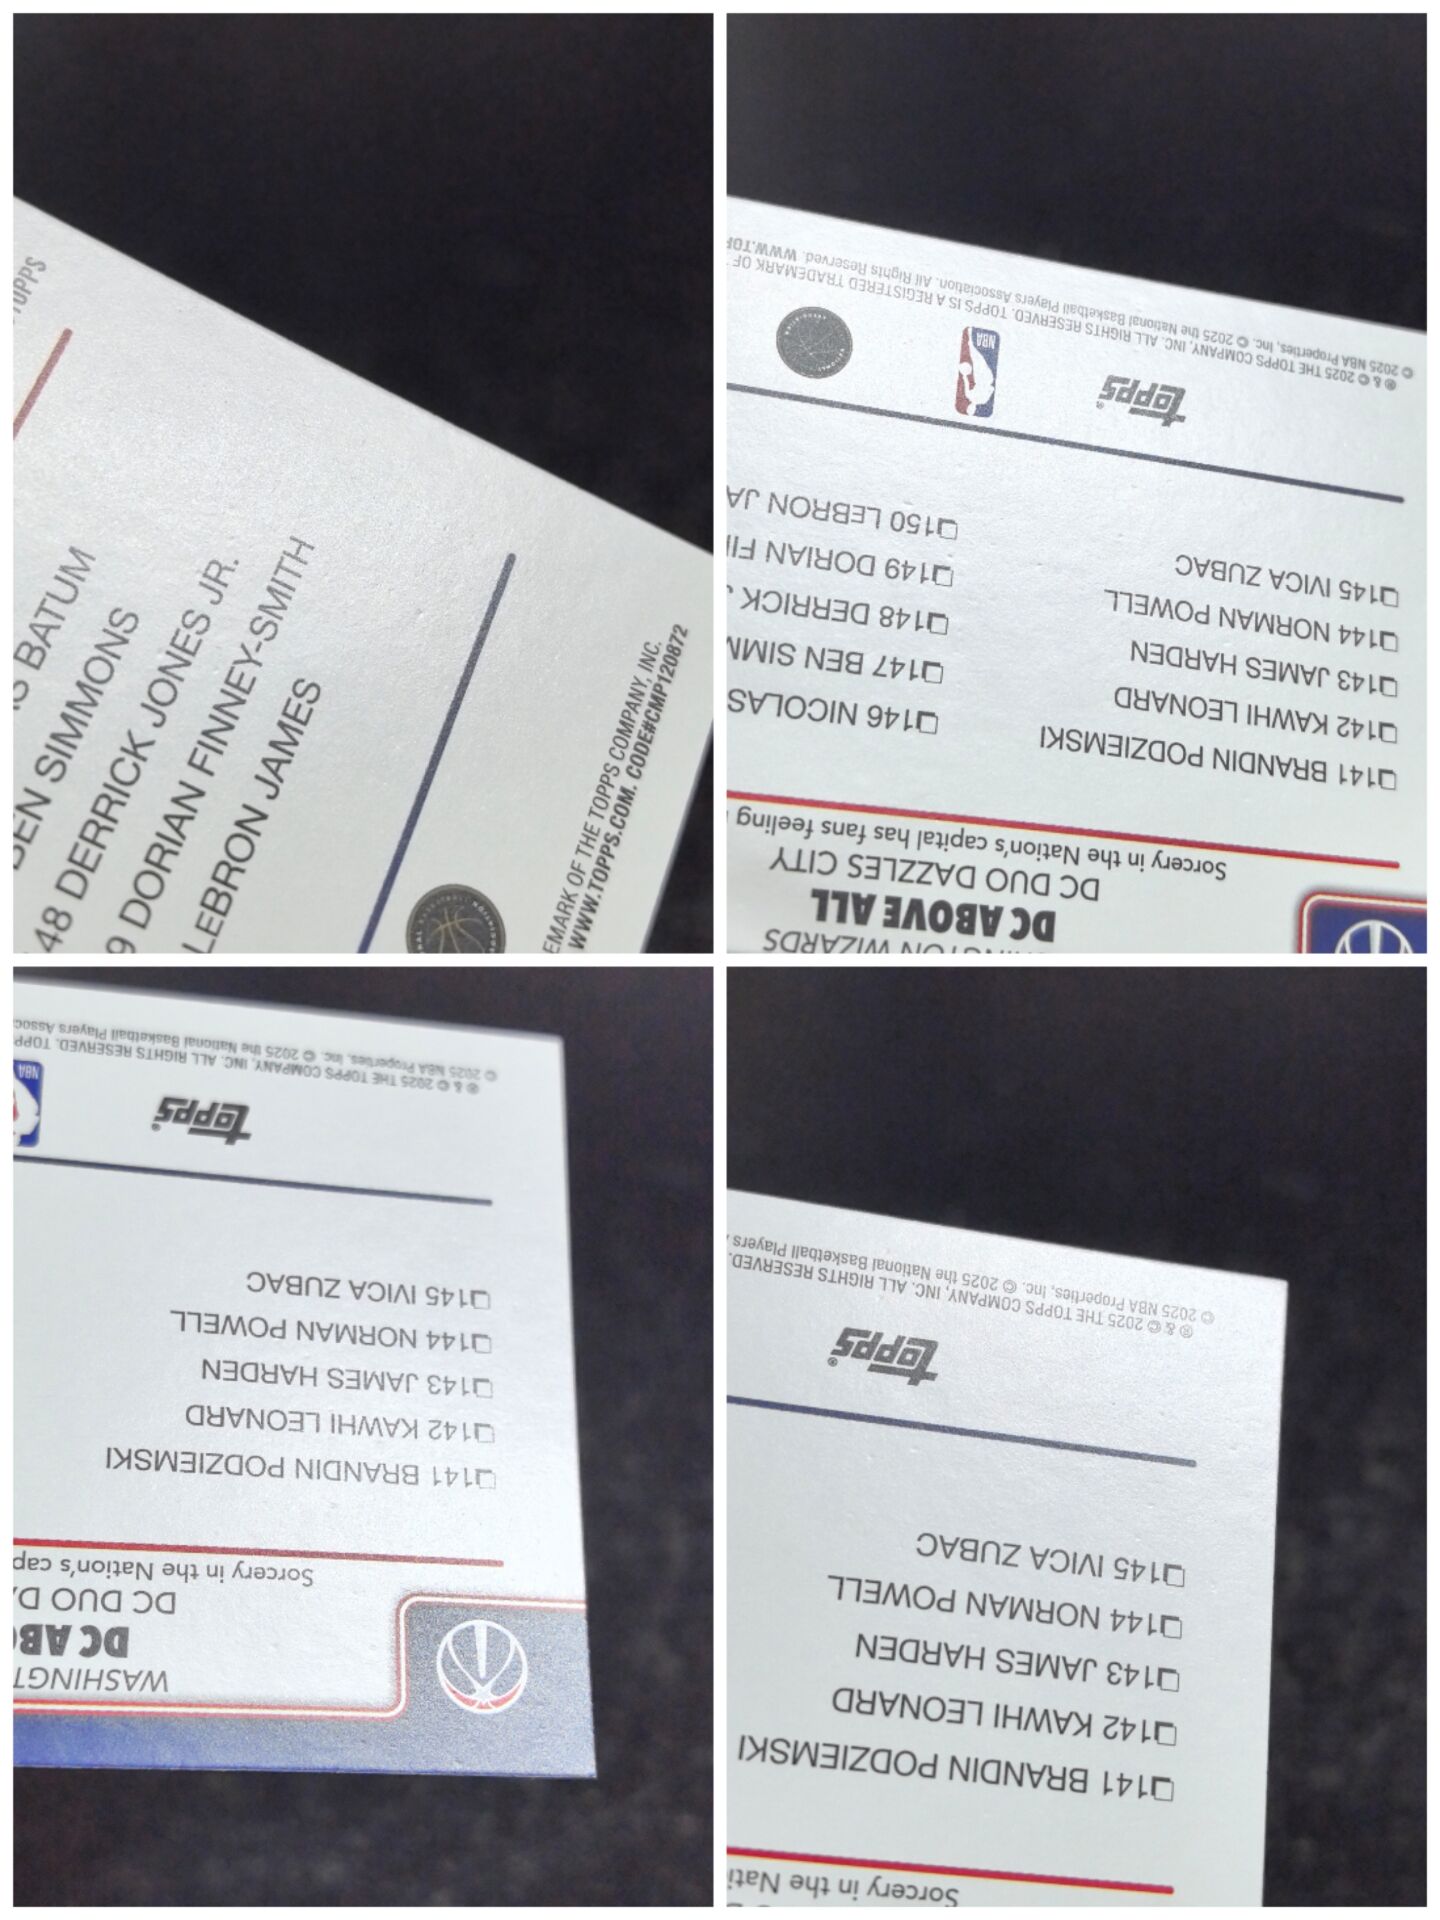 TOPPS
S BATUM
BEN SIMMONS
148 DERRICK JONES JR.
9 DORIAN FINNEY-SMITH
LEBRON JAMES
EMARK OF THE TOPPS COMPANY, INC.
WWW.TOPPS.COM. CODE#CMP120872
NGTON WIZARDS
DC ABOVE ALL
DC DUO DAZZLES CITY
Sorcery in the Nation's capital has fans feeling
❏141 BRANDIN PODZIEMSKI
❏142 KAWHI LEONARD
❏143 JAMES HARDEN
❏144 NORMAN POWELL
❏145 IVICA ZUBAC
❏146 NICOLAS
❏147 BEN SIMM
❏148 DERRICK J
❏149 DORIAN FI
❏150 LEBRON JA
topps®
NBA
® & © 2025 THE TOPPS COMPANY, INC. ALL RIGHTS RESERVED. TOPPS IS A REGISTERED TRADEMARK OF
© 2025 NBA Properties, Inc. © 2025 the National Basketball Players Association. All Rights Reserved. WWW.TOP
WASHINGT
DC ABO
DC DUO DA
Sorcery in the Nation's cap
❏141 BRANDIN PODZIEMSKI
❏142 KAWHI LEONARD
❏143 JAMES HARDEN
❏144 NORMAN POWELL
❏145 IVICA ZUBAC
topps
NBA
® & © 2025 THE TOPPS COMPANY, INC. ALL RIGHTS RESERVED. TOPP
© 2025 NBA Properties, Inc. © 2025 the National Basketball Players Assoc
Sorcery in the Nati
❏141 BRANDIN PODZIEMSKI
❏142 KAWHI LEONARD
❏143 JAMES HARDEN
❏144 NORMAN POWELL
❏145 IVICA ZUBAC
topps®
® & © 2025 THE TOPPS COMPANY, INC. ALL RIGHTS RESERVED.
© 2025 NBA Properties, Inc. © 2025 the National Basketball Players